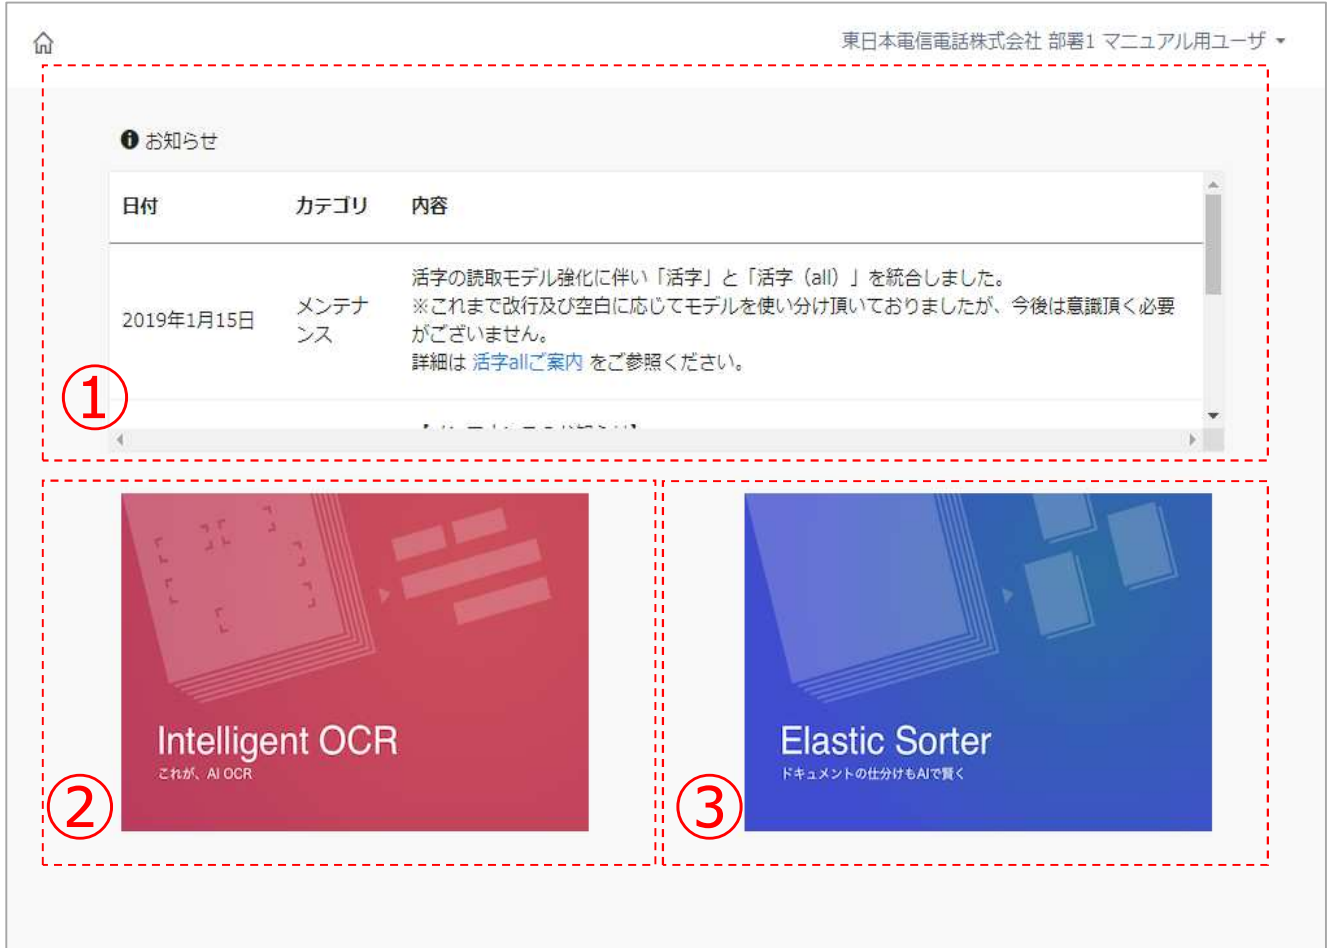 東日本電信電話株式会社 部署1 マニュアル用ユーザ
お知らせ
日付 カテゴリ 内容
2019年1月15日
メンテナ
ンス
活字の読取モデル強化に伴い「活字」と「活字（all）」を統合しました。
※これまで改行及び空白に応じてモデルを使い分け頂いておりましたが、今後は意識頂く必要
がございません。
詳細は 活字allご案内 をご参照ください。
①
Intelligent OCR
これが、AI OCR
②
Elastic Sorter
ドキュメントの仕分けもAIで賢く
③